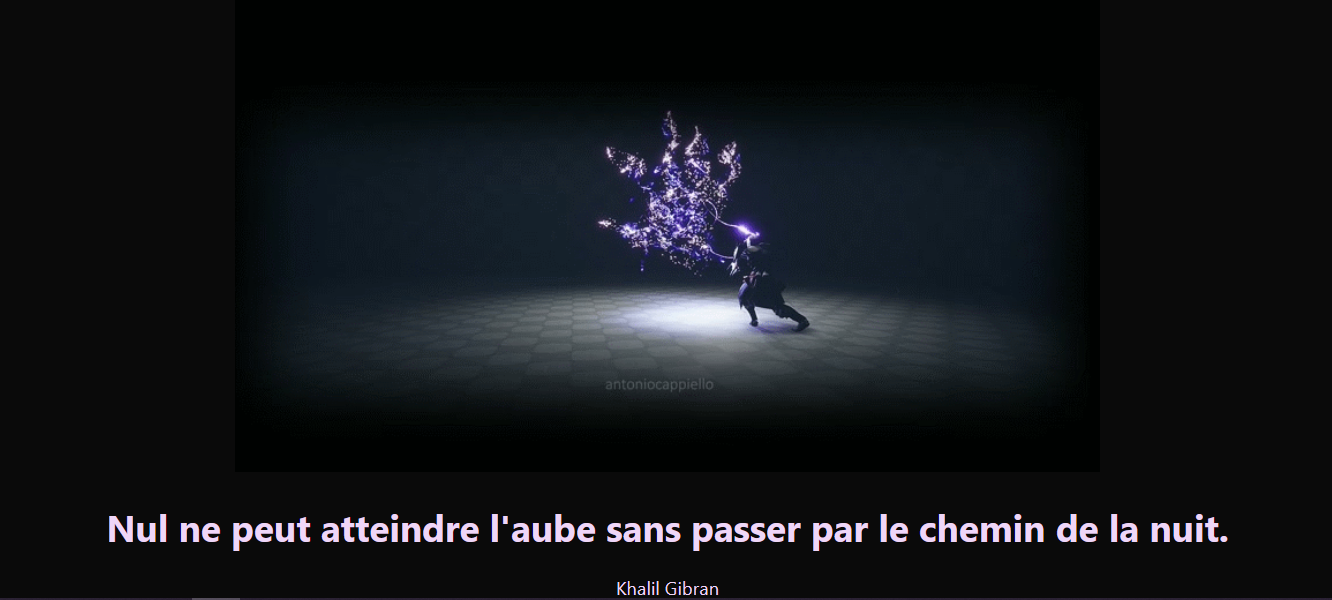 antoniocappiello
Nul ne peut atteindre l'aube sans passer par le chemin de la nuit.
Khalil Gibran